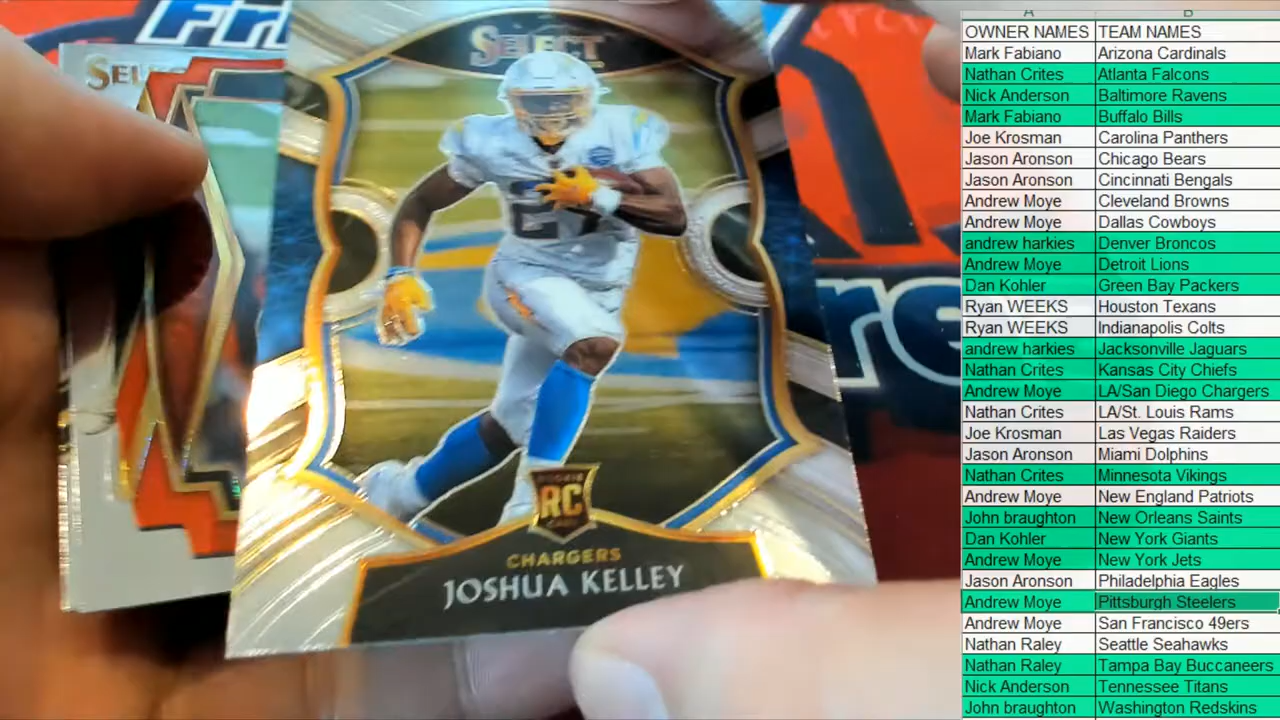 Fri
SELECT
SELECT
27
ROOKIE
RC
CARD
CHARGERS
JOSHUA KELLEY
re
A B
OWNER NAMES TEAM NAMES
Mark Fabiano Arizona Cardinals
Nathan Crites Atlanta Falcons
Nick Anderson Baltimore Ravens
Mark Fabiano Buffalo Bills
Joe Krosman Carolina Panthers
Jason Aronson Chicago Bears
Jason Aronson Cincinnati Bengals
Andrew Moye Cleveland Browns
Andrew Moye Dallas Cowboys
andrew harkies Denver Broncos
Andrew Moye Detroit Lions
Dan Kohler Green Bay Packers
Ryan WEEKS Houston Texans
Ryan WEEKS Indianapolis Colts
andrew harkies Jacksonville Jaguars
Nathan Crites Kansas City Chiefs
Andrew Moye LA/San Diego Chargers
Nathan Crites LA/St. Louis Rams
Joe Krosman Las Vegas Raiders
Jason Aronson Miami Dolphins
Nathan Crites Minnesota Vikings
Andrew Moye New England Patriots
John braughton New Orleans Saints
Dan Kohler New York Giants
Andrew Moye New York Jets
Jason Aronson Philadelphia Eagles
Andrew Moye Pittsburgh Steelers
Andrew Moye San Francisco 49ers
Nathan Raley Seattle Seahawks
Nathan Raley Tampa Bay Buccaneers
Nick Anderson Tennessee Titans
John braughton Washington Redskins